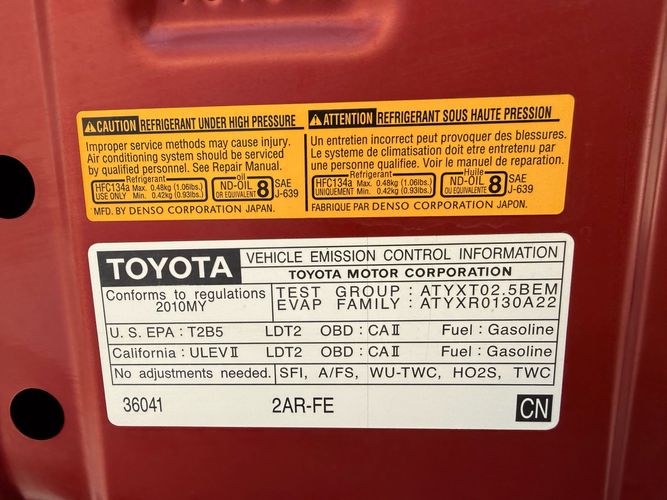 CAUTION REFRIGERANT UNDER HIGH PRESSURE
Improper service methods may cause injury.
Air conditioning system should be serviced
by qualified personnel. See Repair Manual.
Refrigerant oil
HFC134a Max. 0.48kg (1.06lbs.) ND-OIL 8 SAE
USE ONLY Min. 0.42kg (0.93lbs.) OR EQUIVALENT J-639
MFD. BY DENSO CORPORATION JAPAN.
ATTENTION REFRIGERANT SOUS HAUTE PRESSION
Un entretien incorrect peut provoquer des blessures.
Le systeme de climatisation doit être entretenu par
une personne qualifiee. Voir le manuel de reparation.
Refrigerant Huile
HFC134a Max. 0.48kg (1.06lbs.) ND-OIL 8 SAE
UNIQUEMENT Min. 0.42kg (0.93lbs.) OU EQUIVALENTE J-639
FABRIQUE PAR DENSO CORPORATION JAPON.
TOYOTA VEHICLE EMISSION CONTROL INFORMATION
TOYOTA MOTOR CORPORATION
Conforms to regulations TEST GROUP : ATYXT02.5BEM
2010MY EVAP FAMILY : ATYXR0130A22
U. S. EPA : T2B5 LDT2 OBD : CA II Fuel : Gasoline
California : ULEV II LDT2 OBD : CA II Fuel : Gasoline
No adjustments needed. SFI, A/FS, WU-TWC, HO2S, TWC
36041 2AR-FE CN